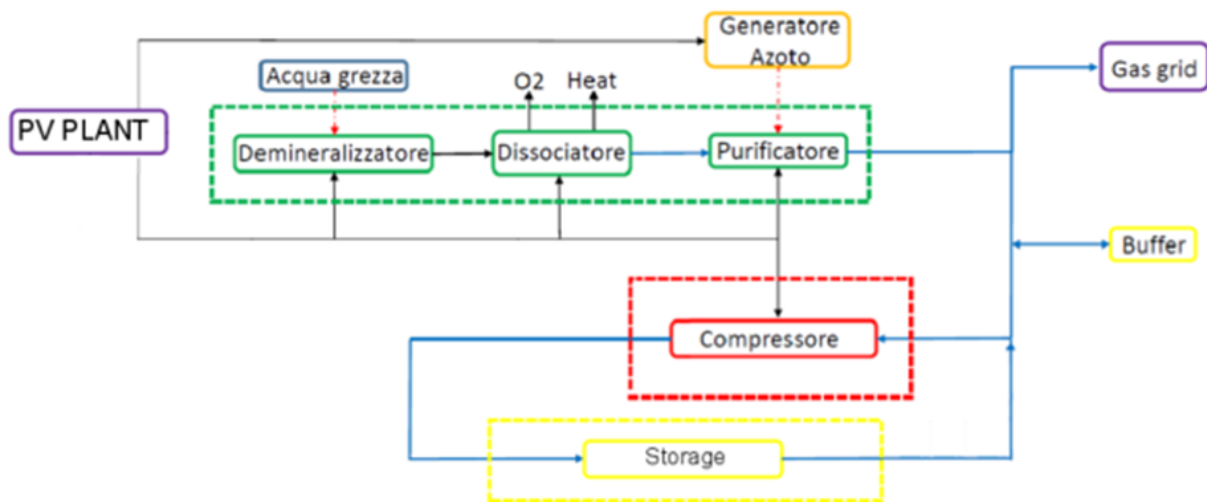 Generatore
Azoto
Gas grid
Acqua grezza
O2
Heat
PV PLANT
Demineralizzatore
Dissociatore
Purificatore
Buffer
Compressore
Storage